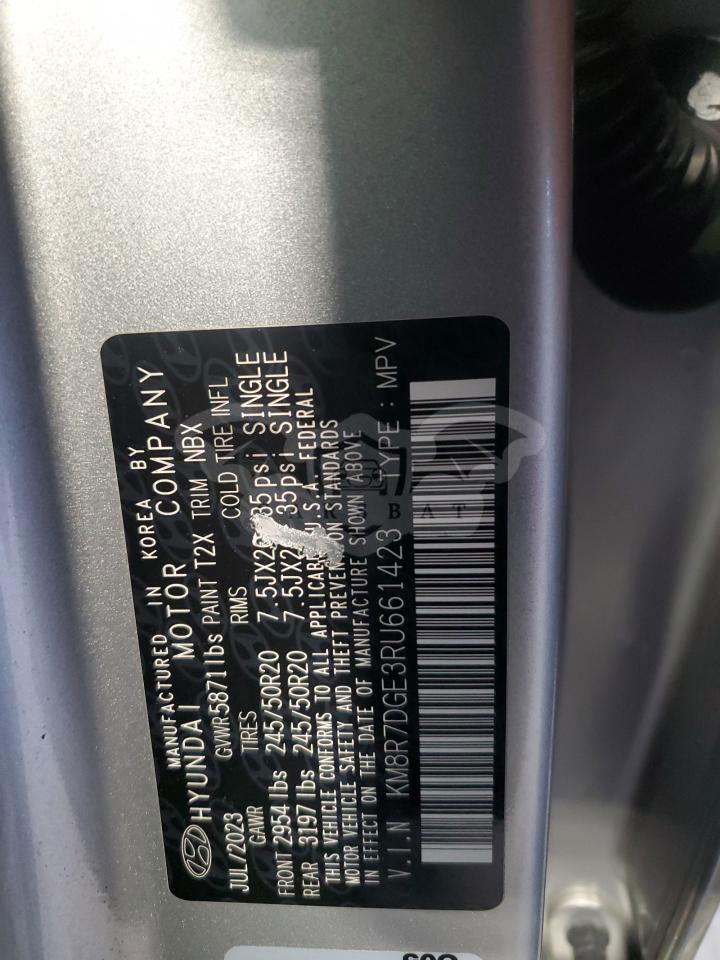 MANUFACTURED IN KOREA BY
HYUNDAI MOTOR COMPANY
JUL/2023 GVWR 5871lbs PAINT T2X TRIM NBX
GAWR TIRES RIMS COLD TIRE INFL
FRONT 2954 lbs 245/50R20 7.5JX20 35psi SINGLE
REAR 3197 lbs 245/50R20 7.5JX2 35psi SINGLE
THIS VEHICLE CONFORMS TO ALL APPLICABLE U.S.A. FEDERAL
MOTOR VEHICLE SAFETY AND THEFT PREVENTION STANDARDS
IN EFFECT ON THE DATE OF MANUFACTURE SHOWN ABOVE
V.I.N KM8R7DGE3RU661423 TYPE : MPV